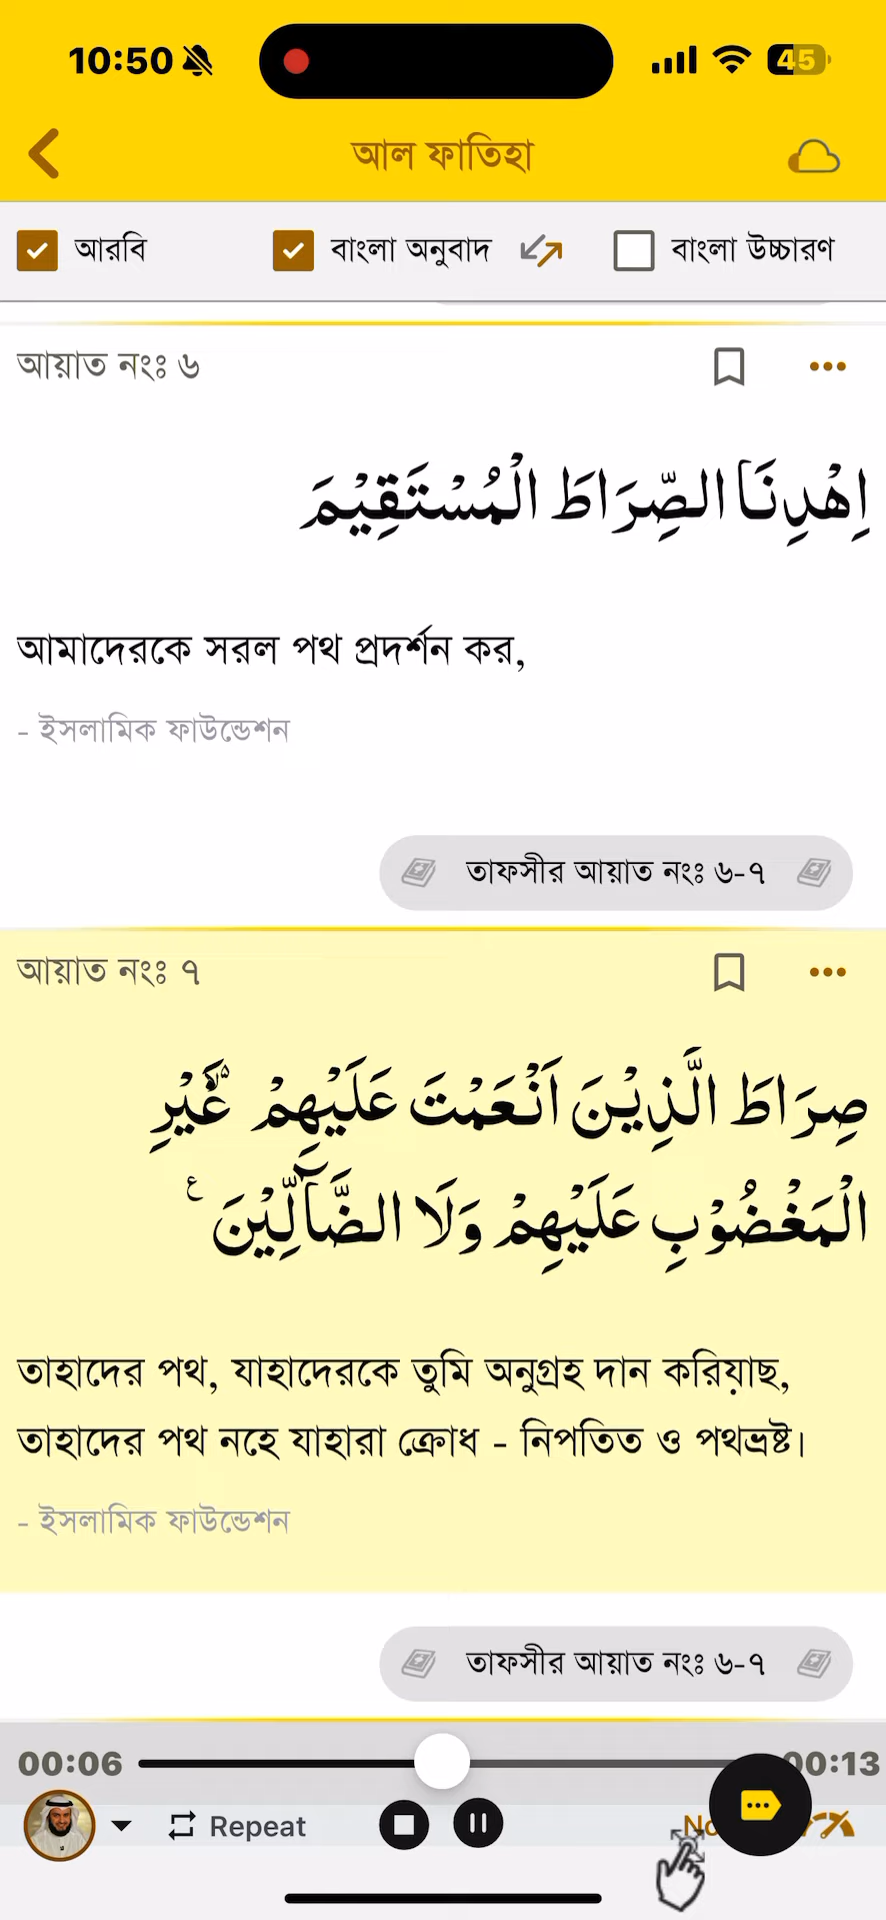 10:50
45
আল ফাতিহা
আরবি
বাংলা অনুবাদ
বাংলা উচ্চারণ
আয়াত নংঃ ৬
اِهْدِنَا الصِّرَاطَ الْمُسْتَقِيْمَ
আমাদেরকে সরল পথ প্রদর্শন কর,
- ইসলামিক ফাউন্ডেশন
তাফসীর আয়াত নংঃ ৬-৭
আয়াত নংঃ ৭
صِرَاطَ الَّذِيْنَ اَنْعَمْتَ عَلَيْهِمْ غَيْرِ
الْمَغْضُوْبِ عَلَيْهِمْ وَلَا الضَّآلِّيْنَ ع
তাহাদের পথ, যাহাদেরকে তুমি অনুগ্রহ দান করিয়াছ,
তাহাদের পথ নহে যাহারা ক্রোধ - নিপতিত ও পথভ্রষ্ট।
- ইসলামিক ফাউন্ডেশন
তাফসীর আয়াত নংঃ ৬-৭
00:06
00:13
Repeat